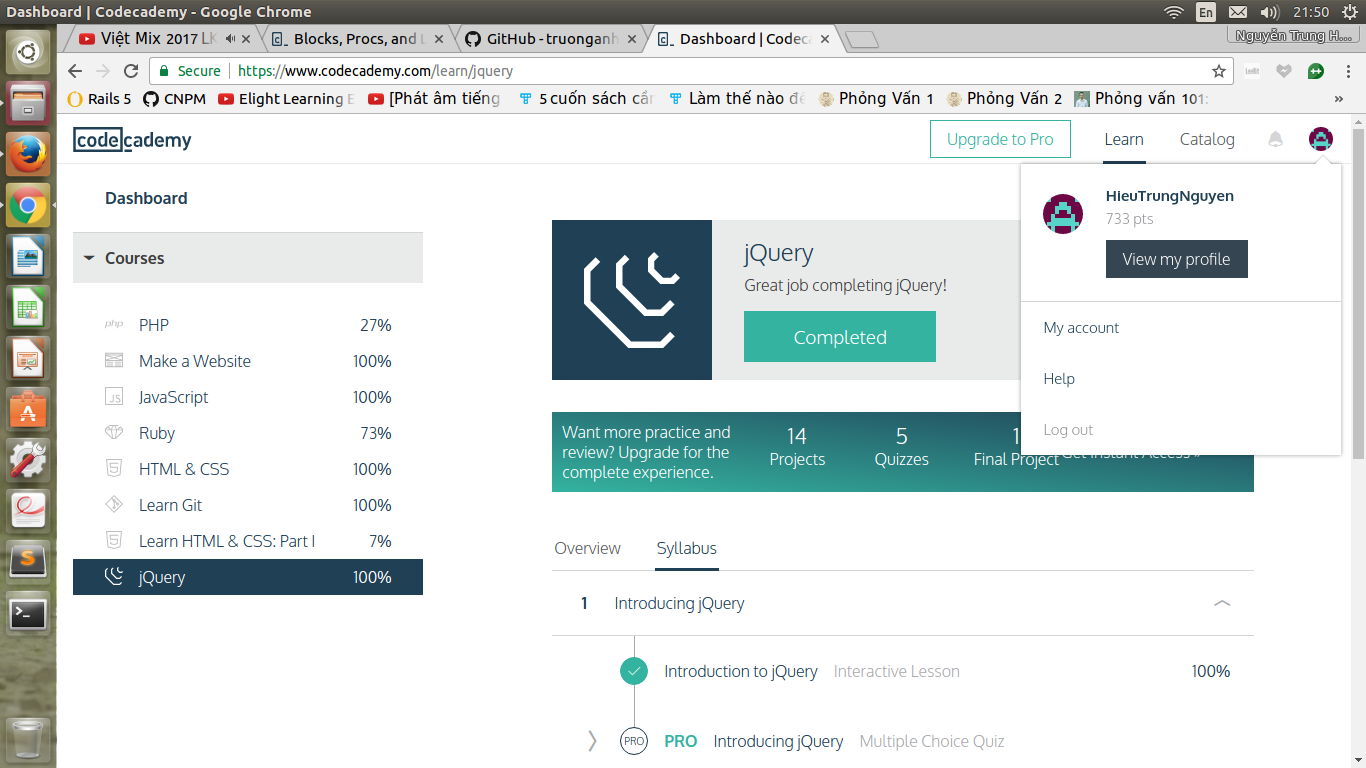 Dashboard | Codecademy - Google Chrome
En
21:50
Việt Mix 2017 LK
Blocks, Procs, and L
GitHub - truonganh
Dashboard | Codeca
Nguyễn Trung H...
Secure
https://www.codecademy.com/learn/jquery
Rails 5
CNPM
Elight Learning E
[Phát âm tiếng
5 cuốn sách cần
Làm thế nào để
Phỏng Vấn 1
Phỏng Vấn 2
Phỏng vấn 101:
»
codecademy
Upgrade to Pro
Learn
Catalog
HieuTrungNguyen
733 pts
View my profile
My account
Help
Log out
Dashboard
Courses
php PHP 27%
Make a Website 100%
JS JavaScript 100%
Ruby 73%
HTML & CSS 100%
Learn Git 100%
Learn HTML & CSS: Part I 7%
jQuery 100%
jQuery
Great job completing jQuery!
Completed
Want more practice and
review? Upgrade for the
complete experience.
14
Projects
5
Quizzes
1
Final Project
Get Instant Access »
Overview
Syllabus
1 Introducing jQuery
Introduction to jQuery Interactive Lesson 100%
PRO PRO Introducing jQuery Multiple Choice Quiz